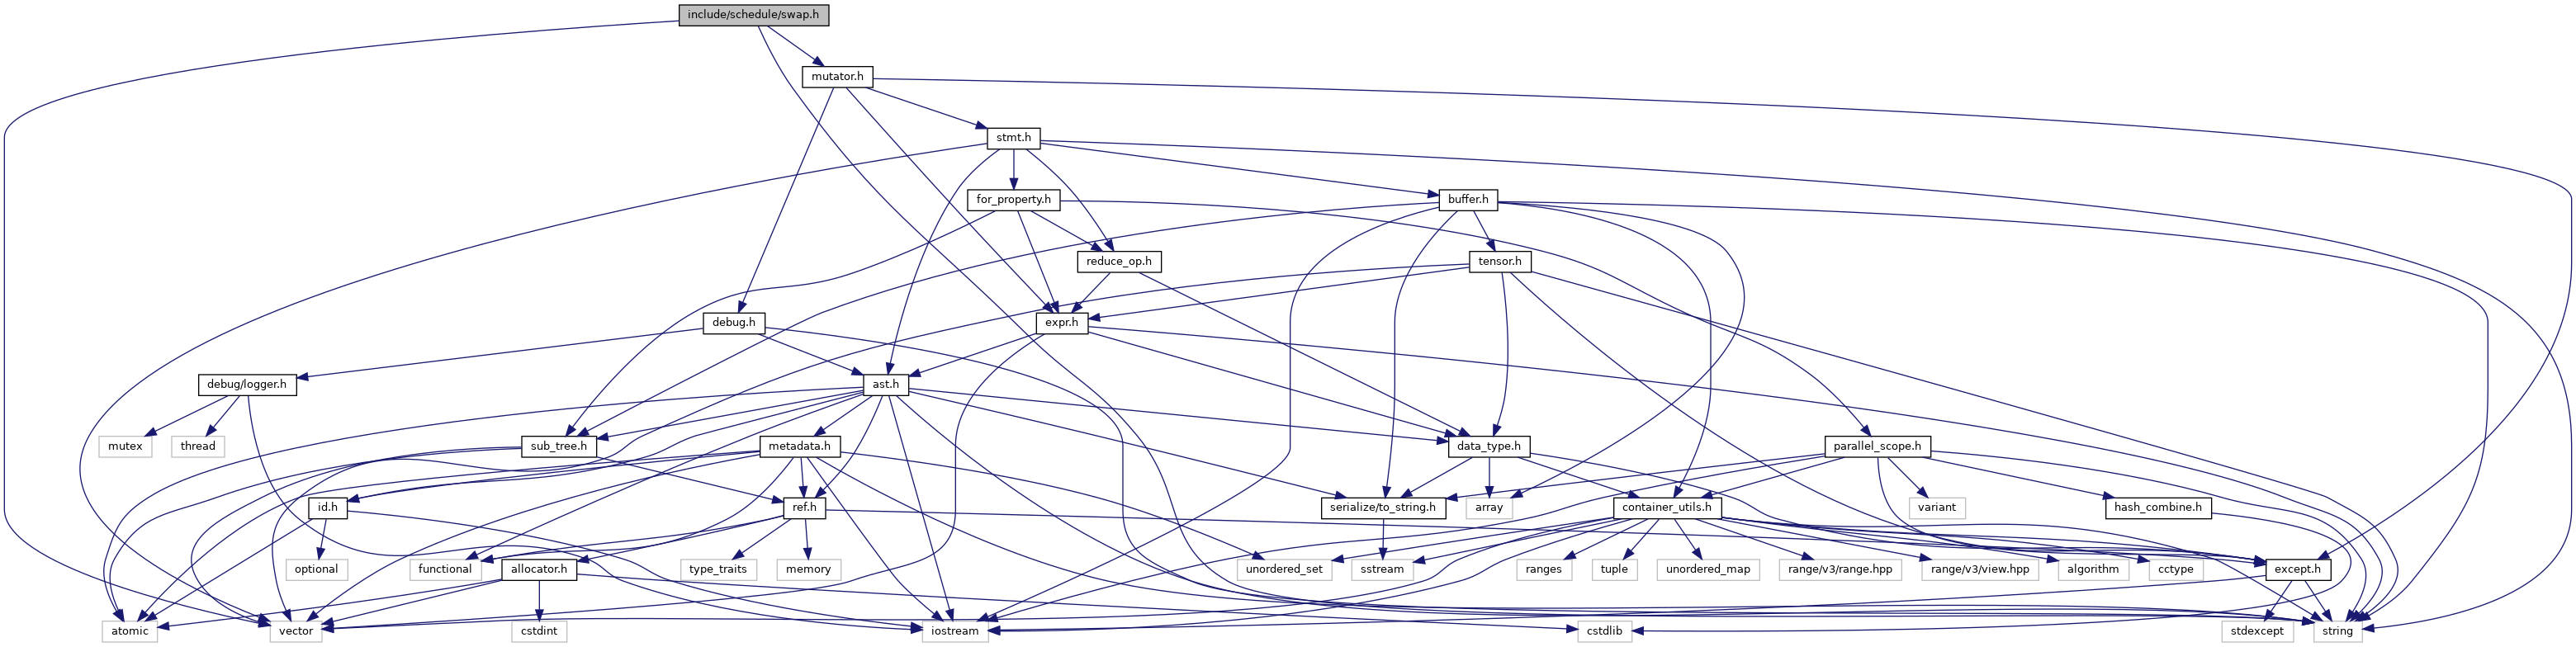 include/schedule/swap.h
mutator.h
stmt.h
for_property.h
buffer.h
reduce_op.h
tensor.h
debug.h
expr.h
debug/logger.h
ast.h
mutex
thread
sub_tree.h
metadata.h
data_type.h
parallel_scope.h
id.h
ref.h
serialize/to_string.h
array
container_utils.h
variant
hash_combine.h
optional
functional
allocator.h
type_traits
memory
unordered_set
sstream
ranges
tuple
unordered_map
range/v3/range.hpp
range/v3/view.hpp
algorithm
cctype
except.h
atomic
vector
cstdint
iostream
cstdlib
stdexcept
string